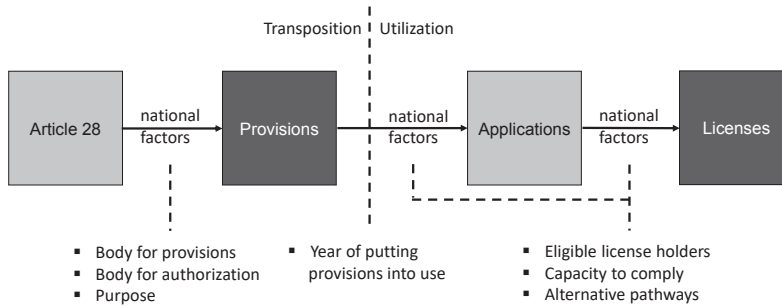 Transposition
Utilization
Article 28
national
factors
Provisions
national
factors
Applications
national
factors
Licenses
▪ Body for provisions
▪ Body for authorization
▪ Purpose
▪ Year of putting
provisions into use
▪ Eligible license holders
▪ Capacity to comply
▪ Alternative pathways